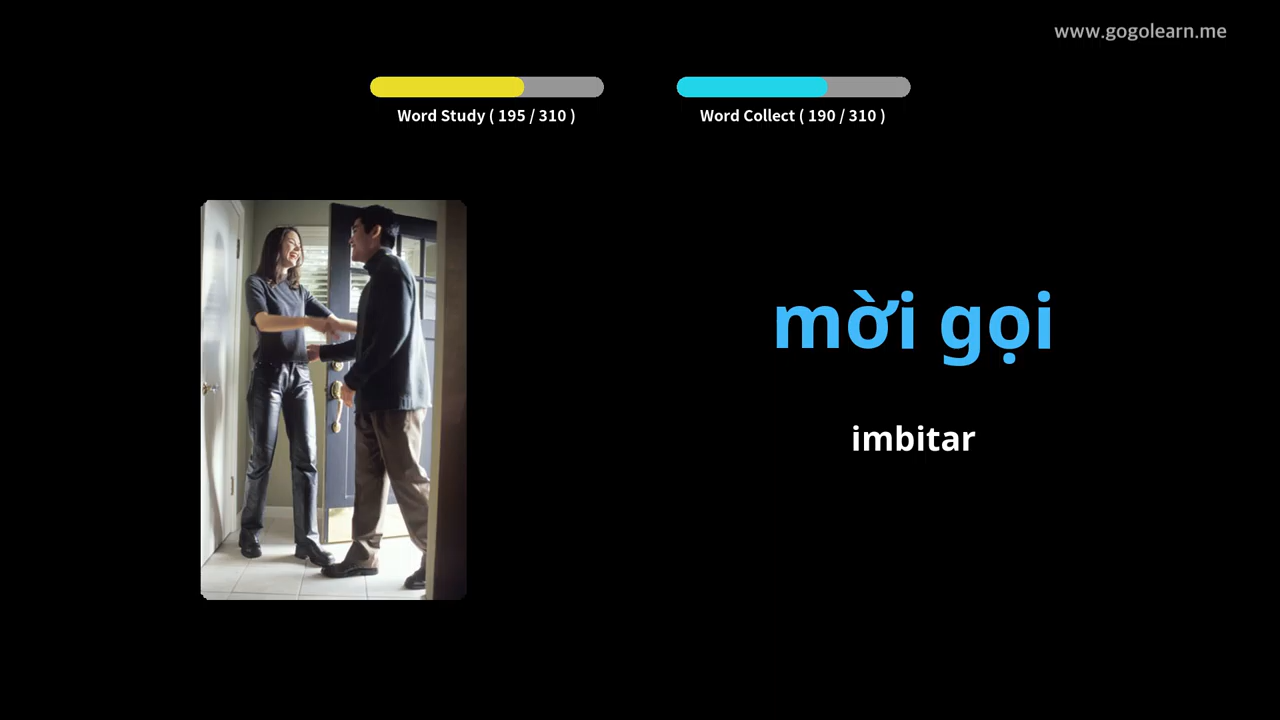 www.gogolearn.me
Word Study ( 195 / 310 )
Word Collect ( 190 / 310 )
mời gọi
imbitar